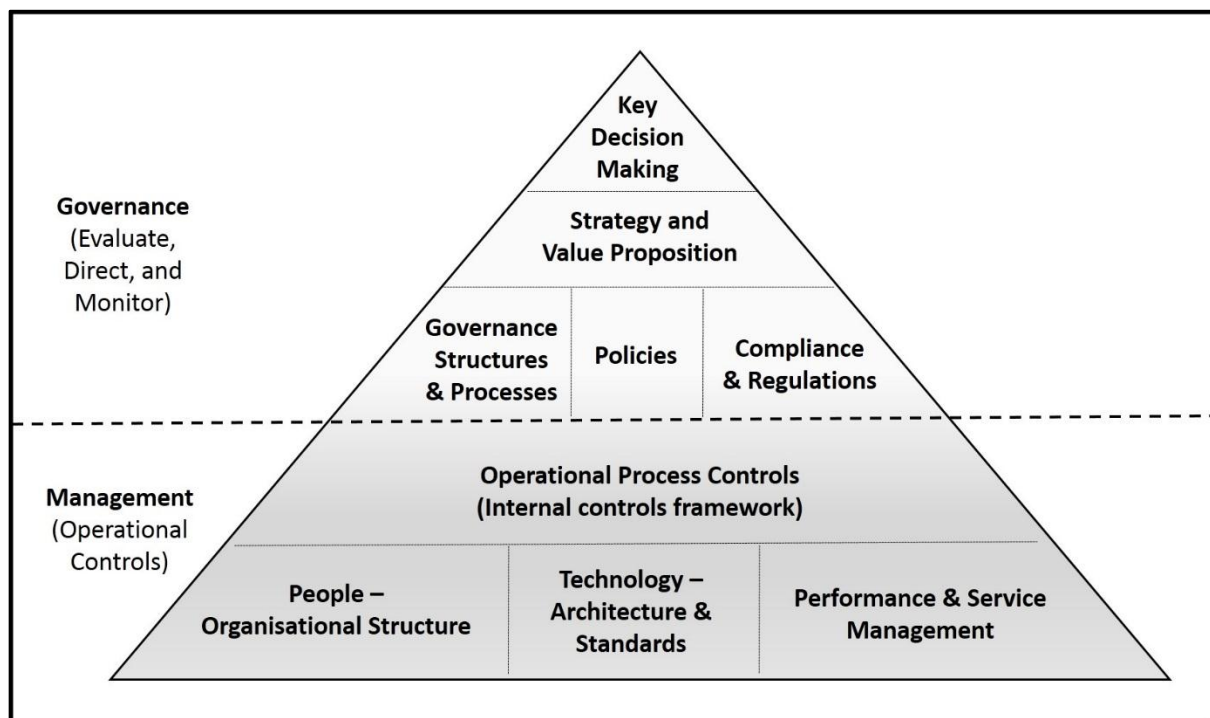 Key
Decision
Making
Governance
(Evaluate,
Direct, and
Monitor)
Strategy and
Value Proposition
Governance
Structures
& Processes
Policies
Compliance
& Regulations
Management
(Operational
Controls)
Operational Process Controls
(Internal controls framework)
People –
Organisational Structure
Technology –
Architecture &
Standards
Performance & Service
Management